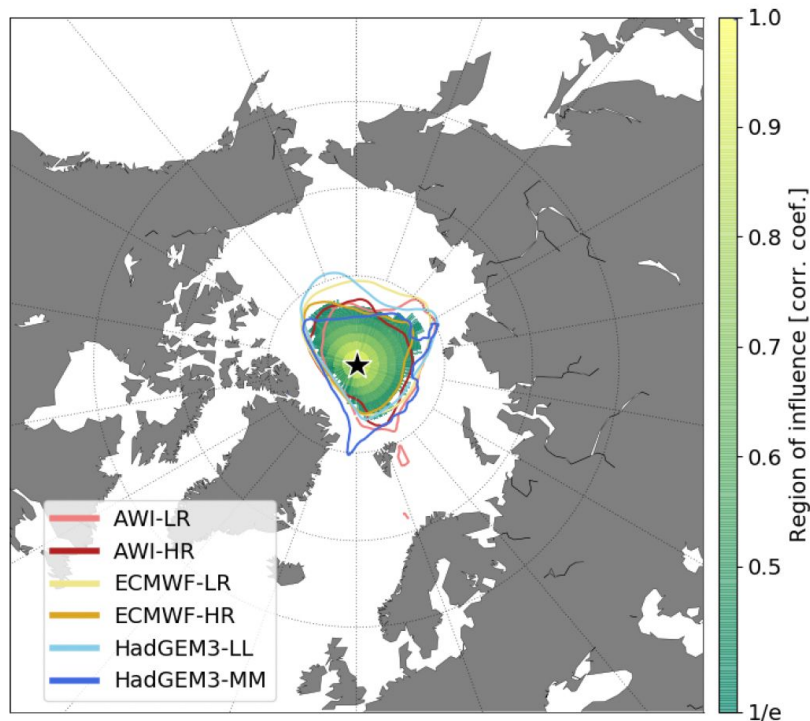 AWI-LR
AWI-HR
ECMWF-LR
ECMWF-HR
HadGEM3-LL
HadGEM3-MM
1.0
0.9
0.8
0.7
0.6
0.5
1/e
Region of influence [corr. coef.]